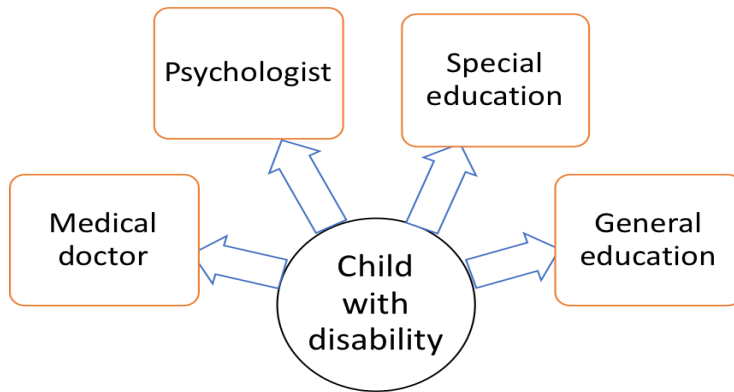 Psychologist
Special
education
Medical
doctor
General
education
Child
with
disability